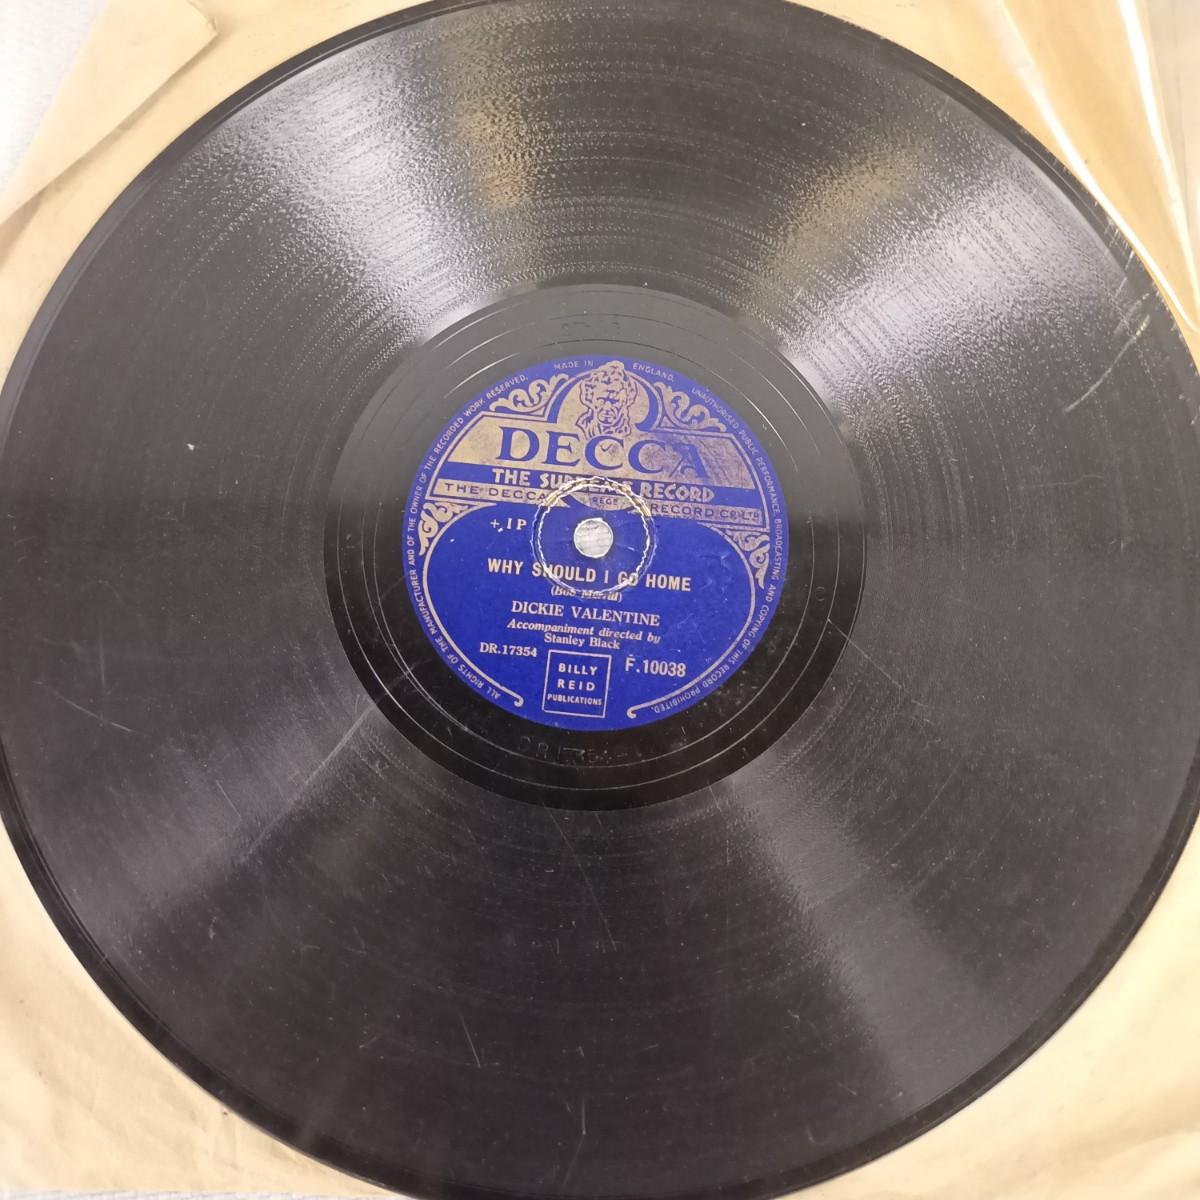 MADE IN ENGLAND.
ALL RIGHTS OF THE MANUFACTURER AND OF THE OWNER OF THE RECORDED WORK RESERVED.
UNAUTHORISED PUBLIC PERFORMANCE, BROADCASTING AND COPYING OF THIS RECORD PROHIBITED.
DECCA
THE SUPREME RECORD
THE DECCA RECORD CO. LTD
WHY SHOULD I GO HOME
(Bob Merrill)
DICKIE VALENTINE
Accompaniment directed by
Stanley Black
DR.17354 F.10038
BILLY
REID
PUBLICATIONS